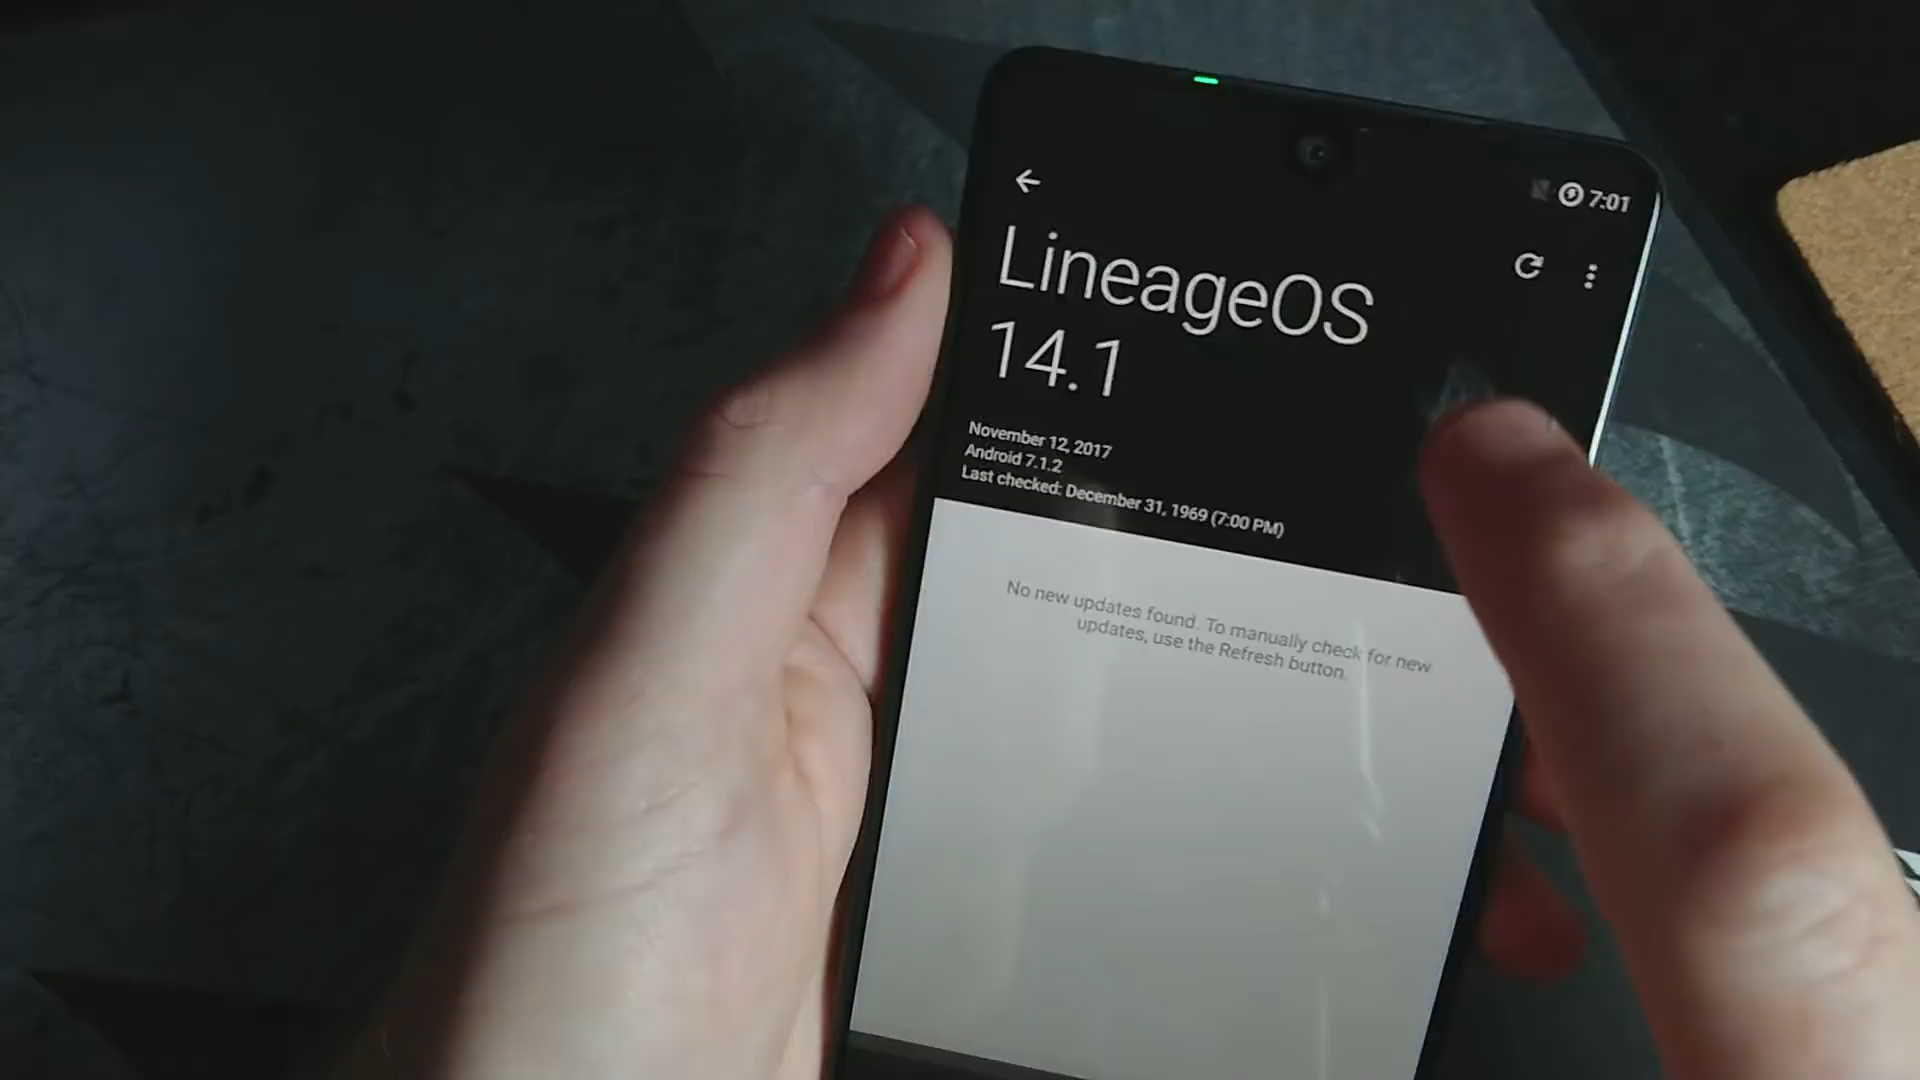 7:01
LineageOS
14.1
November 12, 2017
Android 7.1.2
Last checked: December 31, 1969 (7:00 PM)
No new updates found. To manually check for new
updates, use the Refresh button.